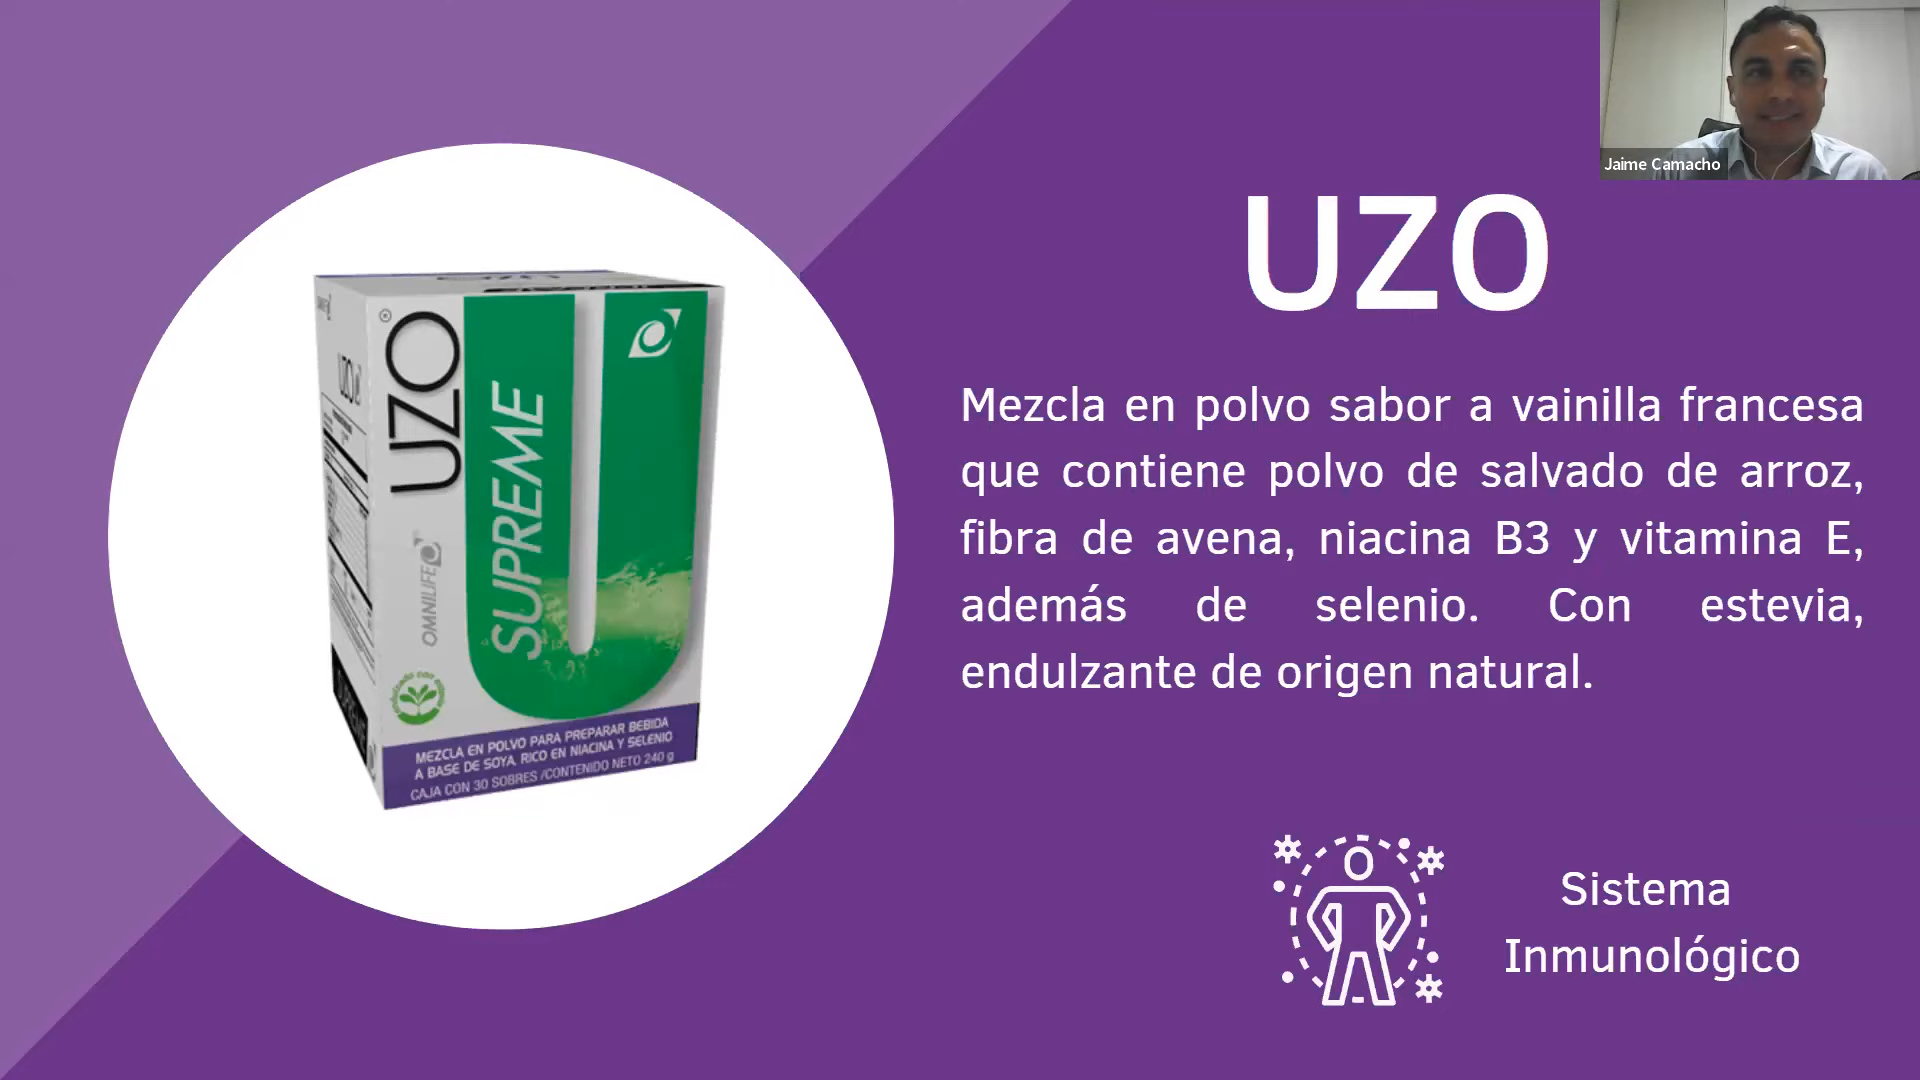 Jaime Camacho
UZO
Mezcla en polvo sabor a vainilla francesa
que contiene polvo de salvado de arroz,
fibra de avena, niacina B3 y vitamina E,
además de selenio. Con estevia,
endulzante de origen natural.
Sistema
Inmunológico
UZO
SUPREME
OMNILIFE
MEZCLA EN POLVO PARA PREPARAR BEBIDA
A BASE DE SOYA, RICO EN NIACINA Y SELENIO
CAJA CON 30 SOBRES /CONTENIDO NETO 240 g
UZO